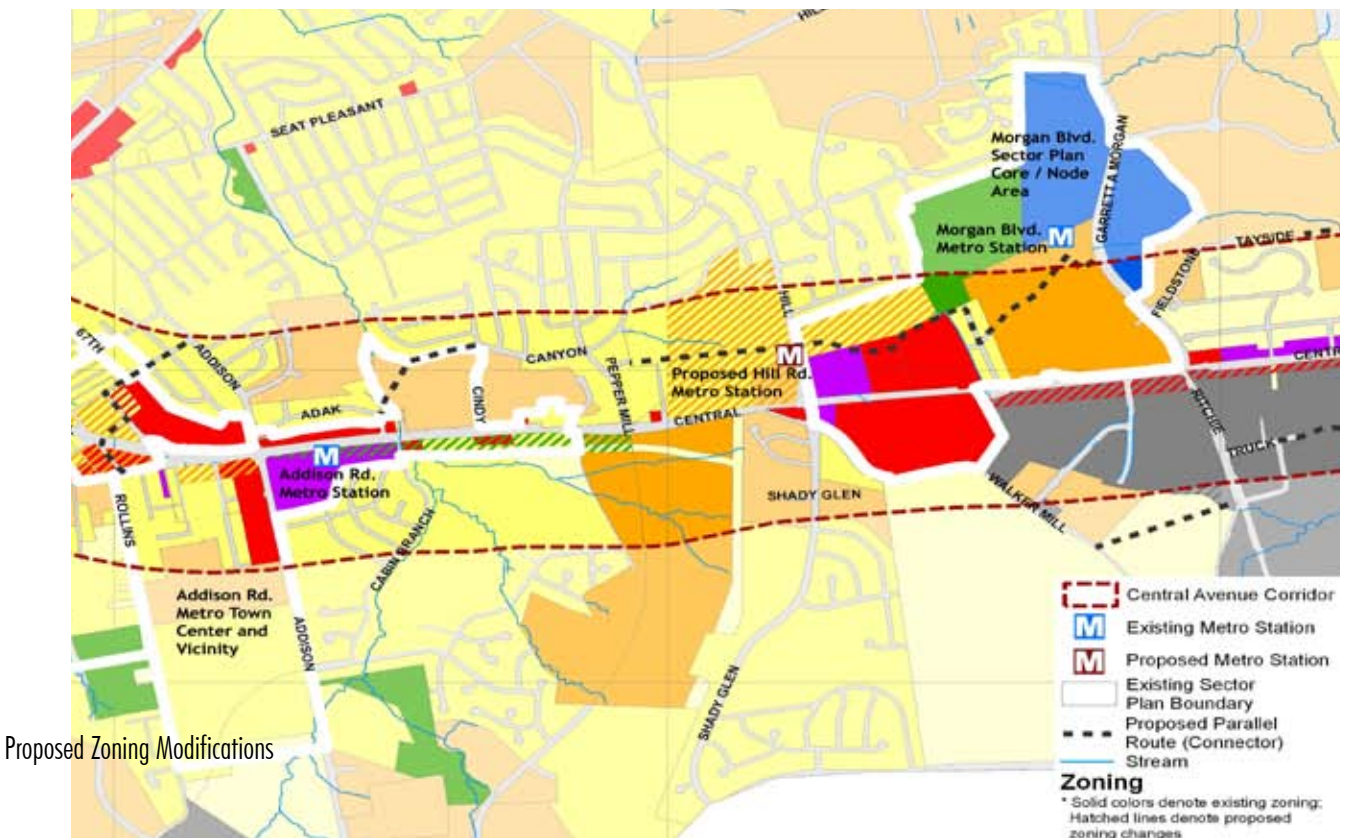 HILL
SEAT PLEASANT
Morgan Blvd.
Sector Plan
Core / Node
Area
GARRETT A MORGAN
Morgan Blvd.
Metro Station
M
TAYSIDE
FIELDSTONE
HILL
67TH
ADDISON
CANYON
PEPPER MILL
M
Proposed Hill Rd.
Metro Station
CENTR
CINDY
ADAK
CENTRAL
RITCHIE
M
Addison Rd.
Metro Station
TRUCK
ROLLINS
SHADY GLEN
WALKER MILL
CABIN BRANCH
Addison Rd.
Metro Town
Center and
Vicinity
ADDISON
SHADY GLEN
Proposed Zoning Modifications
Central Avenue Corridor
M Existing Metro Station
M Proposed Metro Station
Existing Sector
Plan Boundary
Proposed Parallel
Route (Connector)
Stream
Zoning
* Solid colors denote existing zoning;
Hatched lines denote proposed
zoning changes